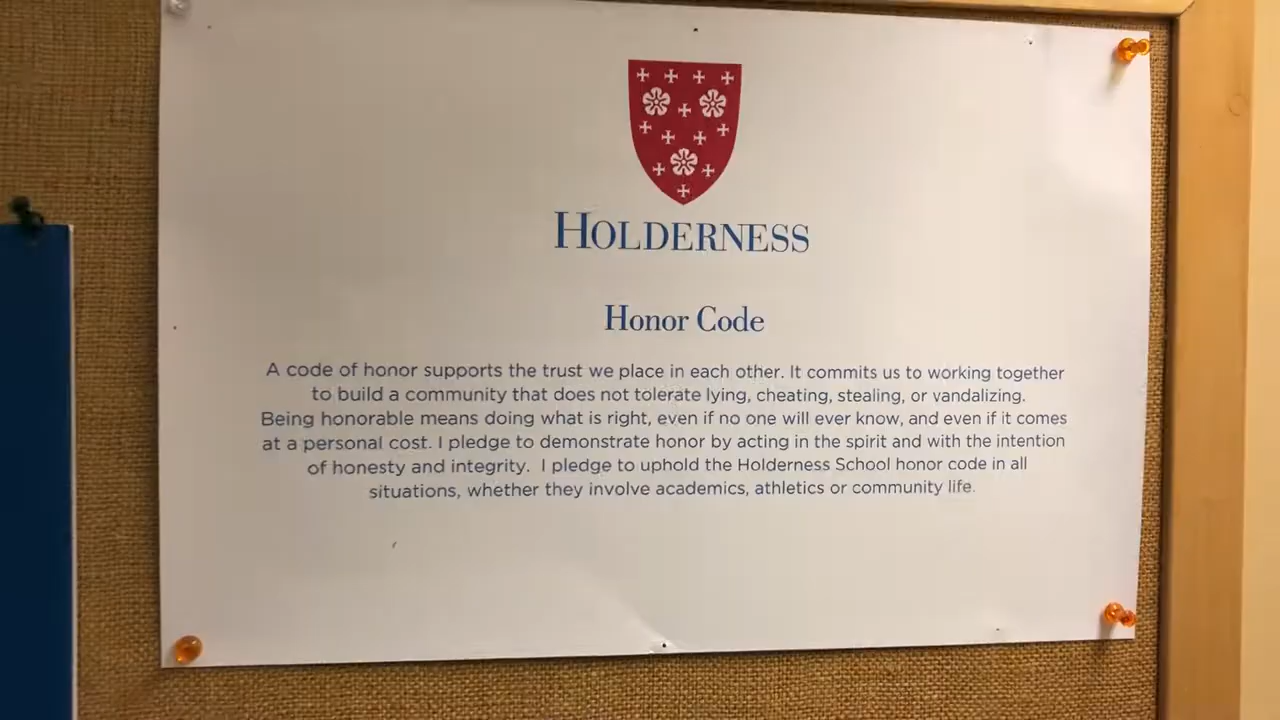 HOLDERNESS
Honor Code
A code of honor supports the trust we place in each other. It commits us to working together
to build a community that does not tolerate lying, cheating, stealing, or vandalizing.
Being honorable means doing what is right, even if no one will ever know, and even if it comes
at a personal cost. I pledge to demonstrate honor by acting in the spirit and with the intention
of honesty and integrity. I pledge to uphold the Holderness School honor code in all
situations, whether they involve academics, athletics or community life.